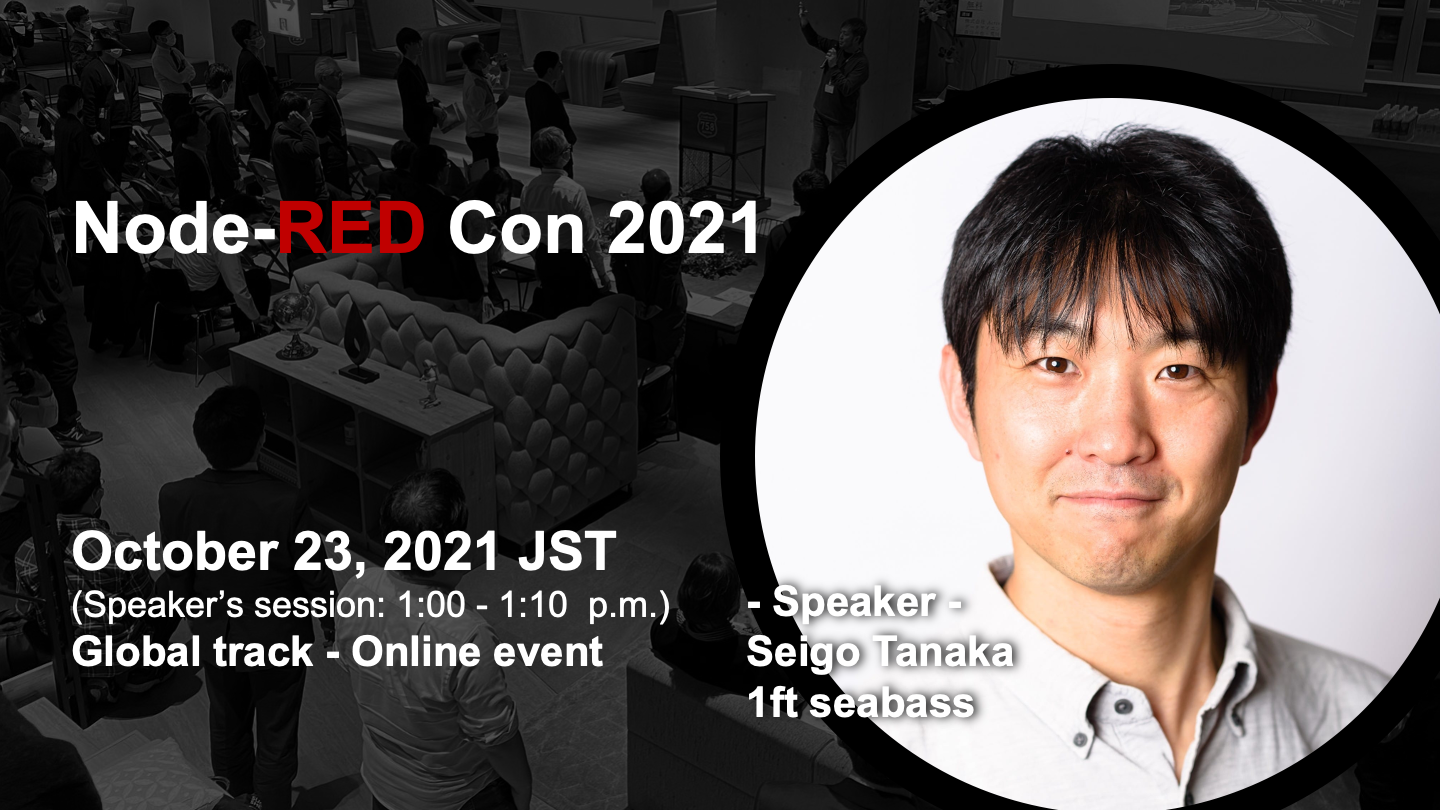 Node-RED Con 2021
October 23, 2021 JST
(Speaker's session: 1:00 - 1:10 p.m.)
Global track - Online event
- Speaker -
Seigo Tanaka
1ft seabass